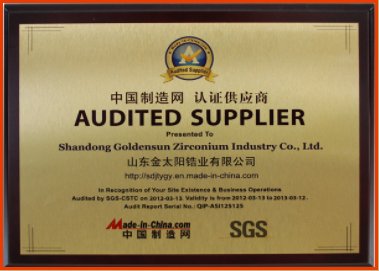 Audited Supplier
中国制造网 认证供应商
AUDITED SUPPLIER
Presented To
Shandong Goldensun Zirconium Industry Co., Ltd.
山东金太阳锆业有限公司
(http://sdjtygy.en.made-in-china.com)
In Recognition of Your Site Existence & Business Operations
Audited by SGS-CSTC on 2012-03-13. Validity is from 2012-03-13 to 2013-03-12.
Audit Report Serial No.: QIP-ASI125125
Made-in-China.com
中国制造网
SGS